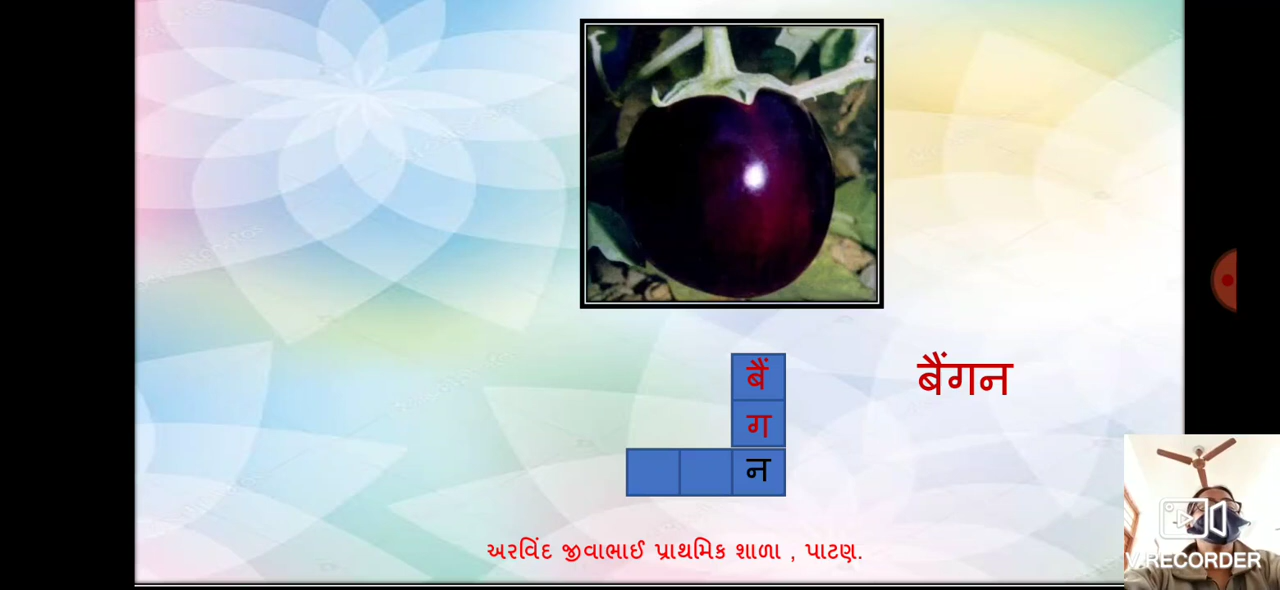 बैं
बैंगन
ग
न
અરવિંદ જીવાભાઈ પ્રાથમિક શાળા , પાટણ.
V.RECORDER